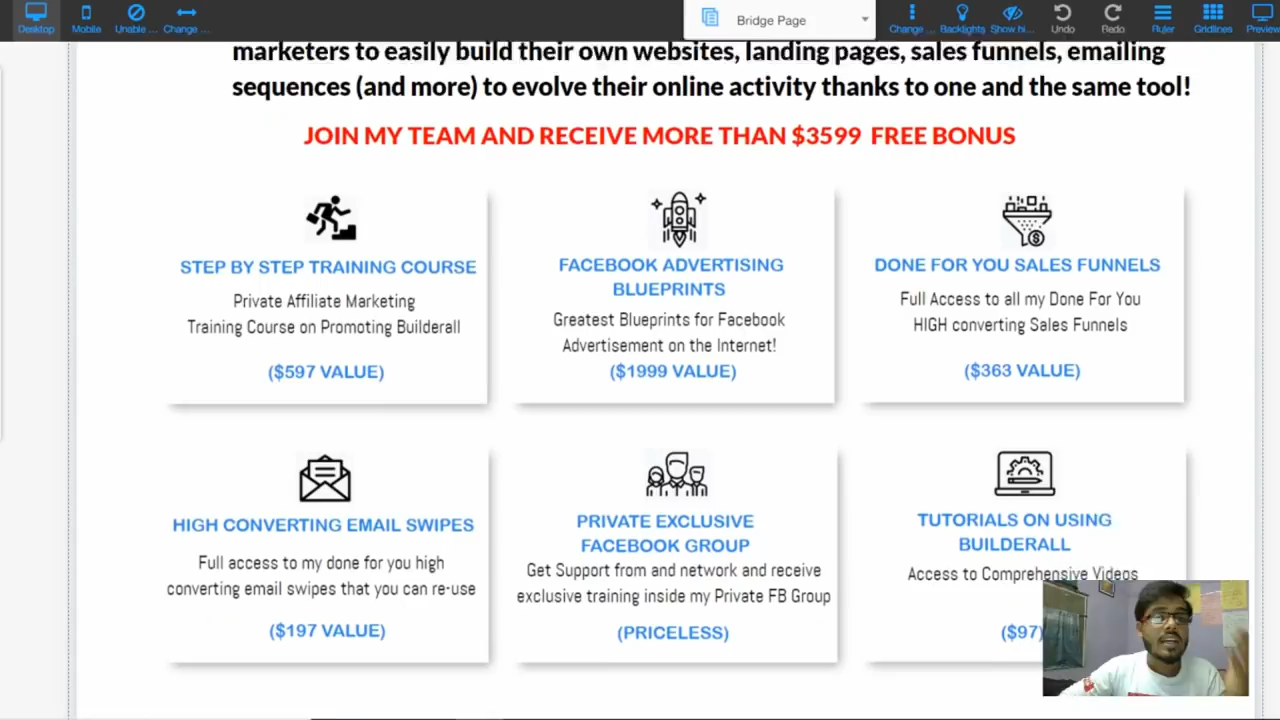 Desktop
Mobile
Unable ...
Change ...
Bridge Page
Change ...
Backlights
Show hi...
Undo
Redo
Ruler
Gridlines
Preview
marketers to easily build their own websites, landing pages, sales funnels, emailing
sequences (and more) to evolve their online activity thanks to one and the same tool!
JOIN MY TEAM AND RECEIVE MORE THAN $3599 FREE BONUS
STEP BY STEP TRAINING COURSE
Private Affiliate Marketing
Training Course on Promoting Builderall
($597 VALUE)
FACEBOOK ADVERTISING
BLUEPRINTS
Greatest Blueprints for Facebook
Advertisement on the Internet!
($1999 VALUE)
DONE FOR YOU SALES FUNNELS
Full Access to all my Done For You
HIGH converting Sales Funnels
($363 VALUE)
HIGH CONVERTING EMAIL SWIPES
Full access to my done for you high
converting email swipes that you can re-use
($197 VALUE)
PRIVATE EXCLUSIVE
FACEBOOK GROUP
Get Support from and network and receive
exclusive training inside my Private FB Group
(PRICELESS)
TUTORIALS ON USING
BUILDERALL
Access to Comprehensive Videos
($97)